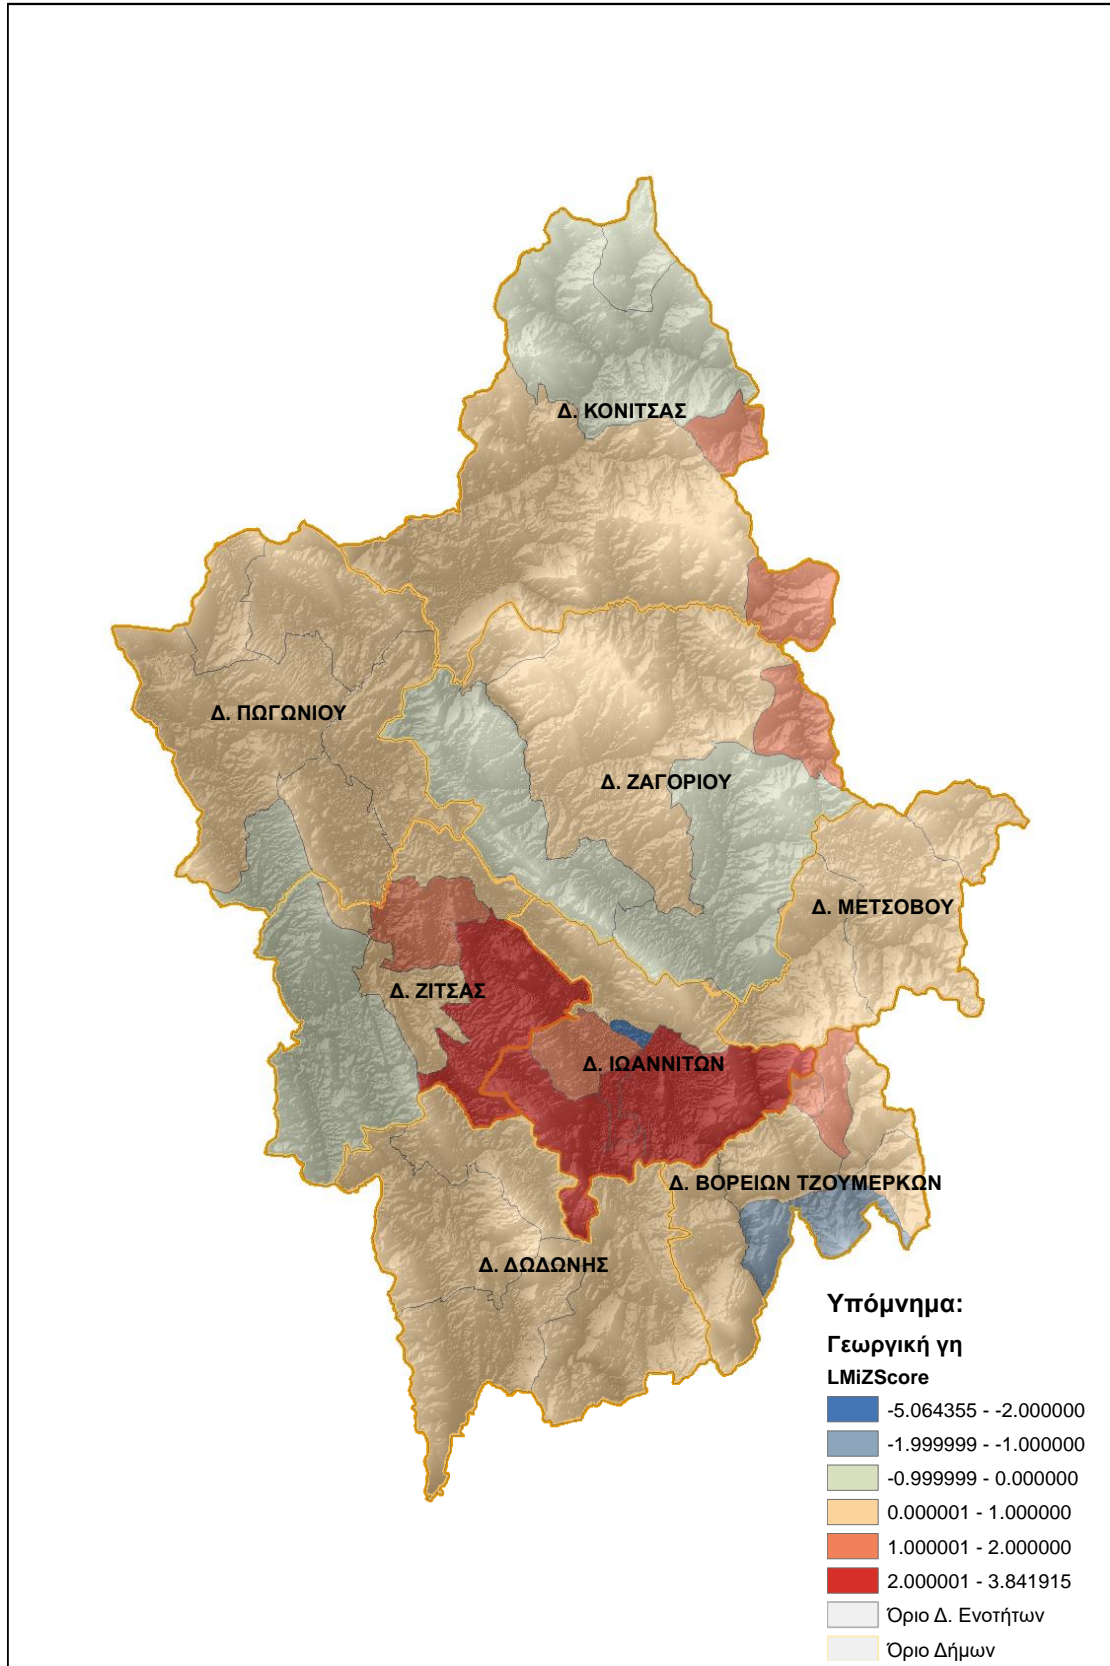 Δ. ΚΟΝΙΤΣΑΣ
Δ. ΠΩΓΩΝΙΟΥ
Δ. ΖΑΓΟΡΙΟΥ
Δ. ΜΕΤΣΟΒΟΥ
Δ. ΖΙΤΣΑΣ
Δ. ΙΩΑΝΝΙΤΩΝ
Δ. ΒΟΡΕΙΩΝ ΤΖΟΥΜΕΡΚΩΝ
Δ. ΔΩΔΩΝΗΣ
Υπόμνημα:
Γεωργική γη
LMiZScore
-5.064355 - -2.000000
-1.999999 - -1.000000
-0.999999 - 0.000000
0.000001 - 1.000000
1.000001 - 2.000000
2.000001 - 3.841915
Όριο Δ. Ενοτήτων
Όριο Δήμων